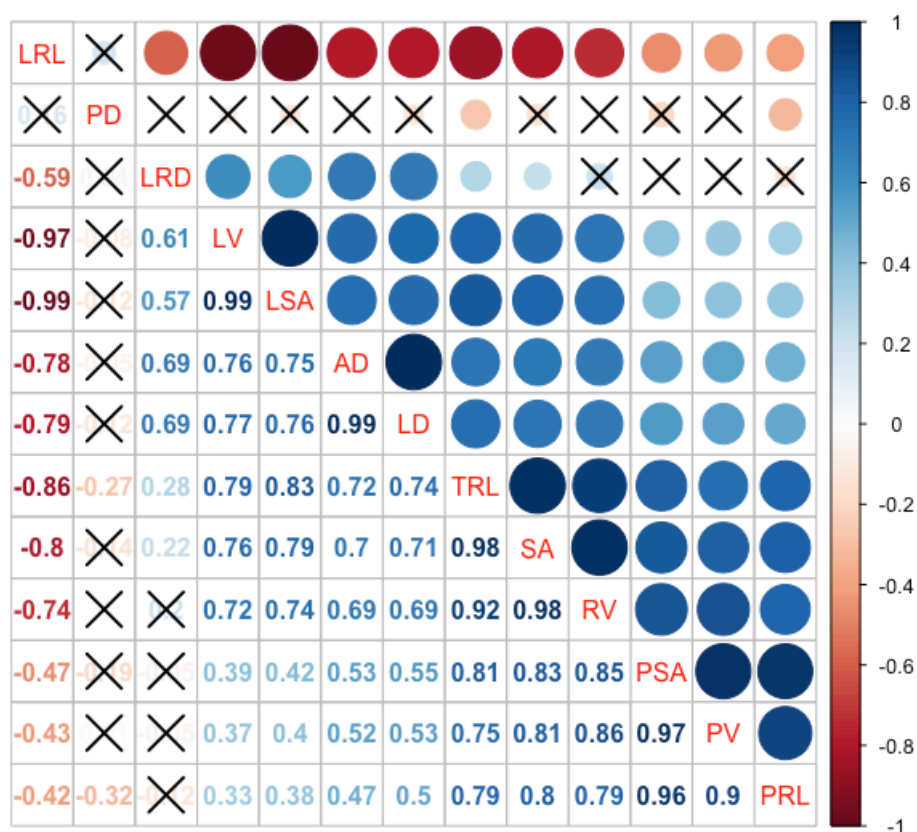 LRL
1
PD
0.8
-0.59 LRD
0.6
-0.97 0.61 LV
-0.99 0.57 0.99 LSA
0.4
-0.78 0.69 0.76 0.75 AD
0.2
-0.79 0.69 0.77 0.76 0.99 LD
0
-0.86 -0.27 0.28 0.79 0.83 0.72 0.74 TRL
-0.2
-0.8 0.22 0.76 0.79 0.7 0.71 0.98 SA
-0.4
-0.74 0.72 0.74 0.69 0.69 0.92 0.98 RV
-0.47 0.39 0.42 0.53 0.55 0.81 0.83 0.85 PSA
-0.6
-0.43 0.37 0.4 0.52 0.53 0.75 0.81 0.86 0.97 PV
-0.8
-0.42 -0.32 0.33 0.38 0.47 0.5 0.79 0.8 0.79 0.96 0.9 PRL
-1